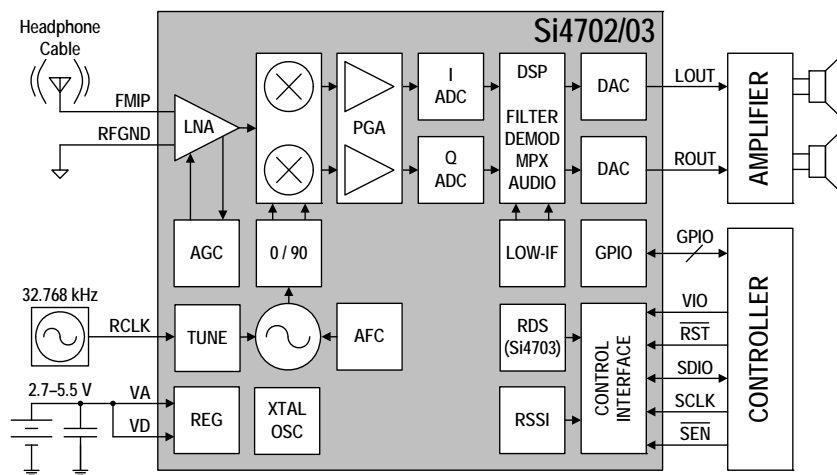 Si4702/03
Headphone
Cable
FMIP
RFGND
LNA
PGA
I
ADC
Q
ADC
DSP
FILTER
DEMOD
MPX
AUDIO
DAC
DAC
LOUT
ROUT
AMPLIFIER
AGC
0 / 90
LOW-IF
GPIO
GPIO
32.768 kHz
RCLK
TUNE
AFC
RDS
(Si4703)
CONTROL
INTERFACE
VIO
RST
SDIO
SCLK
SEN
CONTROLLER
2.7–5.5 V
VA
VD
REG
XTAL
OSC
RSSI